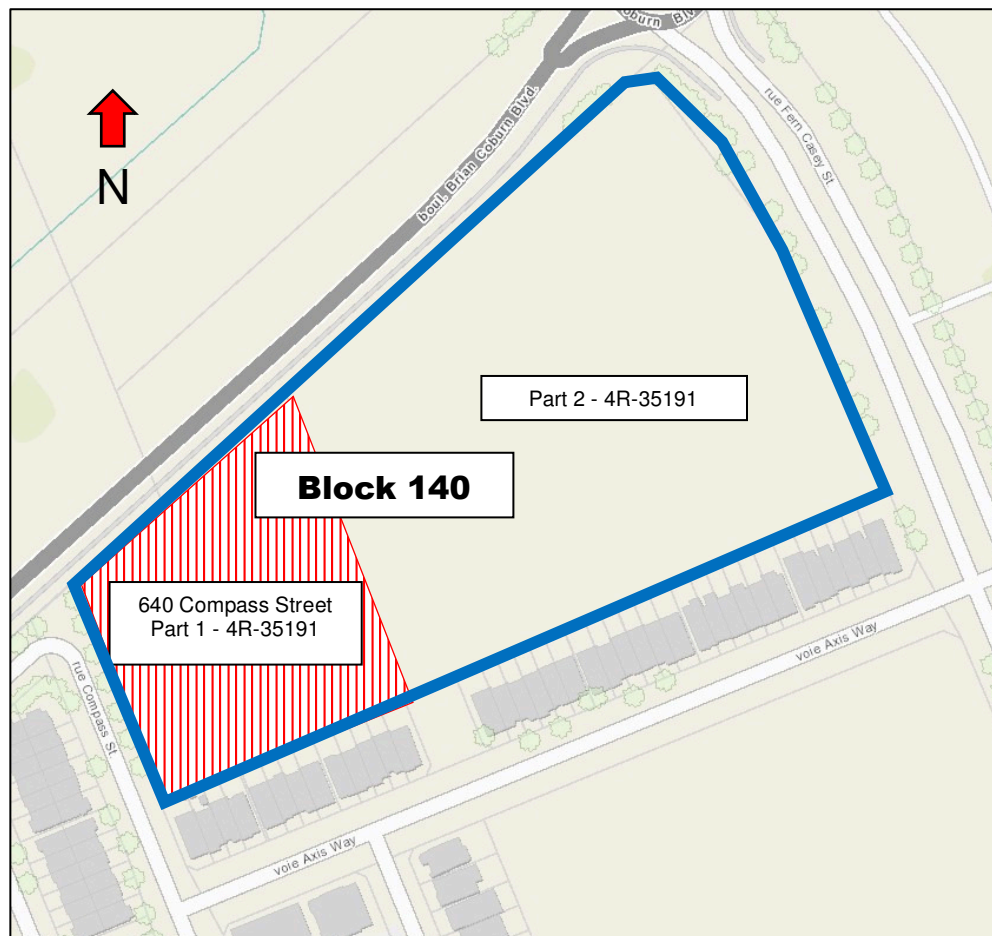 oburn Blvd.
boul. Brian Coburn Blvd.
rue Fern Casey St
N
Part 2 - 4R-35191
Block 140
640 Compass Street
Part 1 - 4R-35191
rue Compass St
voie Axis Way
voie Axis Way